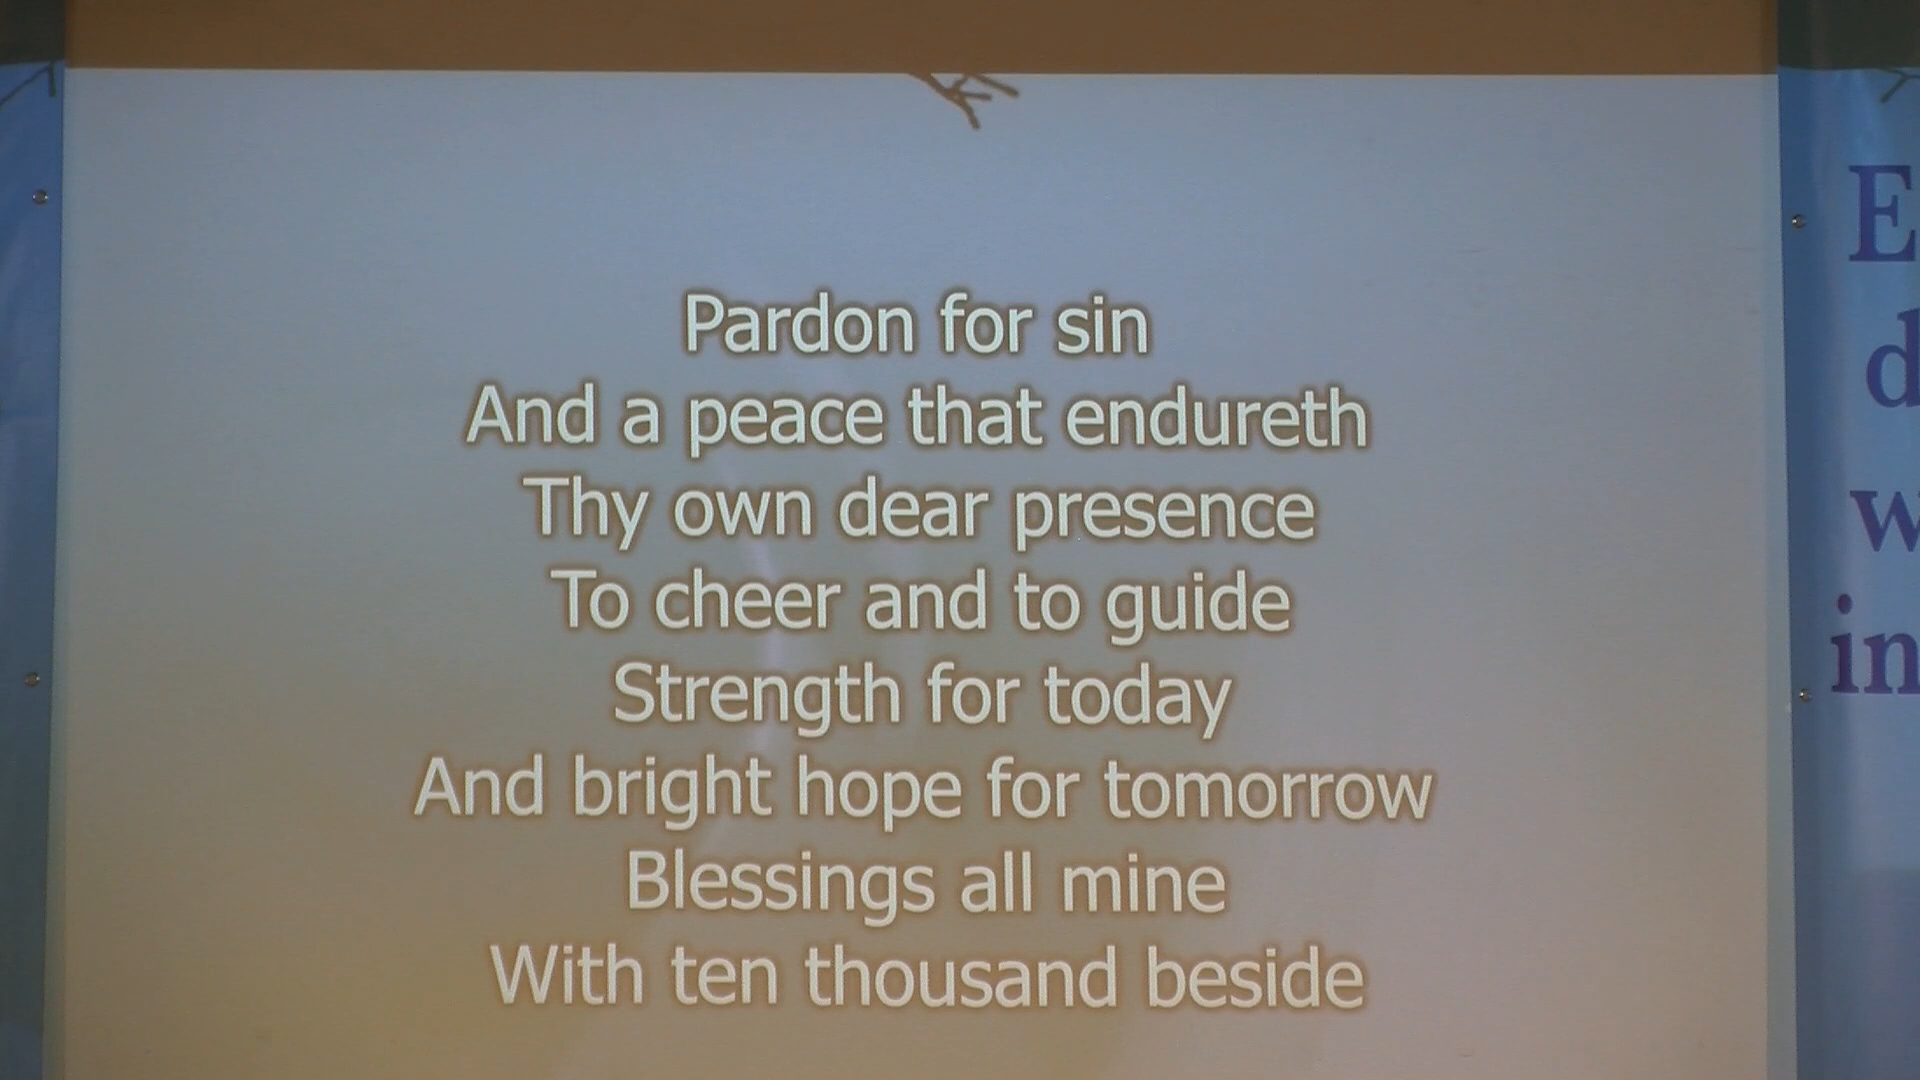 Pardon for sin
And a peace that endureth
Thy own dear presence
To cheer and to guide
Strength for today
And bright hope for tomorrow
Blessings all mine
With ten thousand beside
E
d
w
in